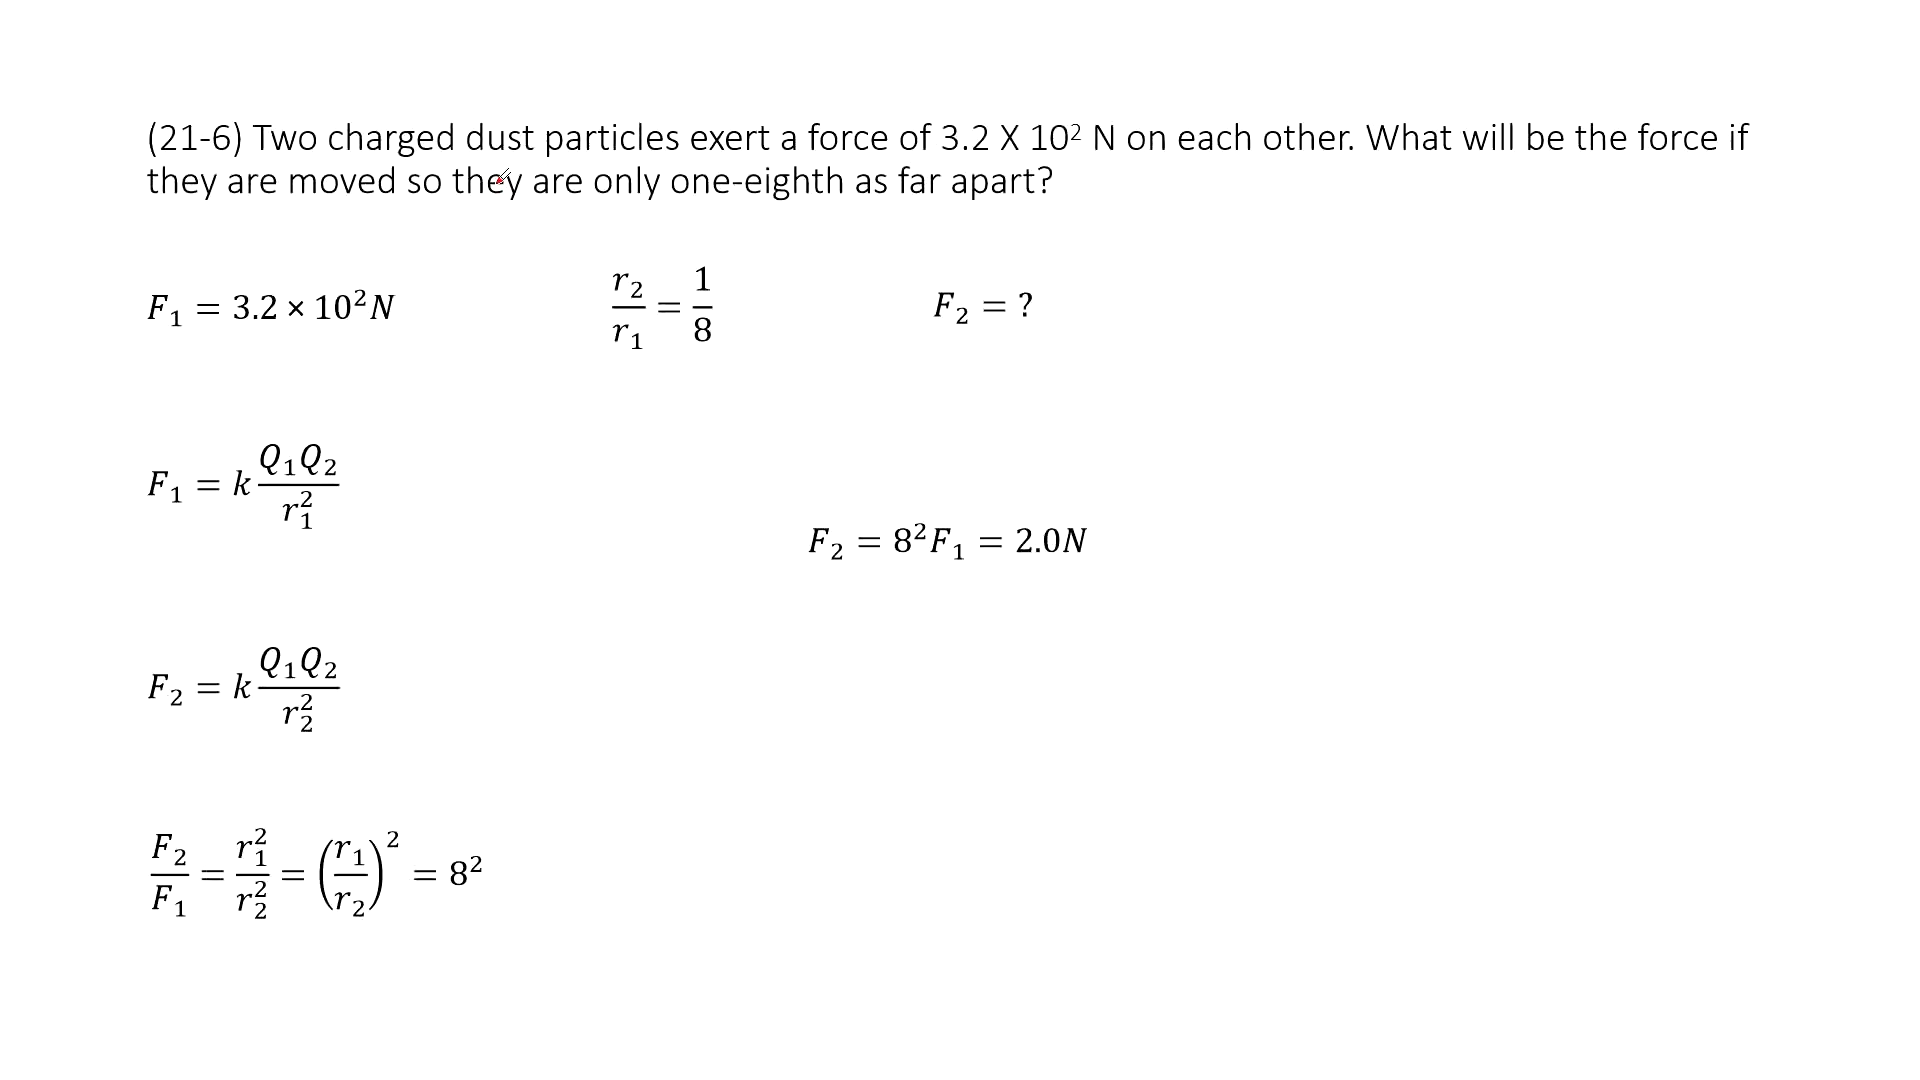 (21-6) Two charged dust particles exert a force of 3.2 X 10² N on each other. What will be the force if
they are moved so they are only one-eighth as far apart?
F₁ = 3.2 × 10²N
r₂/r₁ = 1/8
F₂ = ?
F₁ = k Q₁Q₂/r₁²
F₂ = 8²F₁ = 2.0N
F₂ = k Q₁Q₂/r₂²
F₂/F₁ = r₁²/r₂² = (r₁/r₂)² = 8²